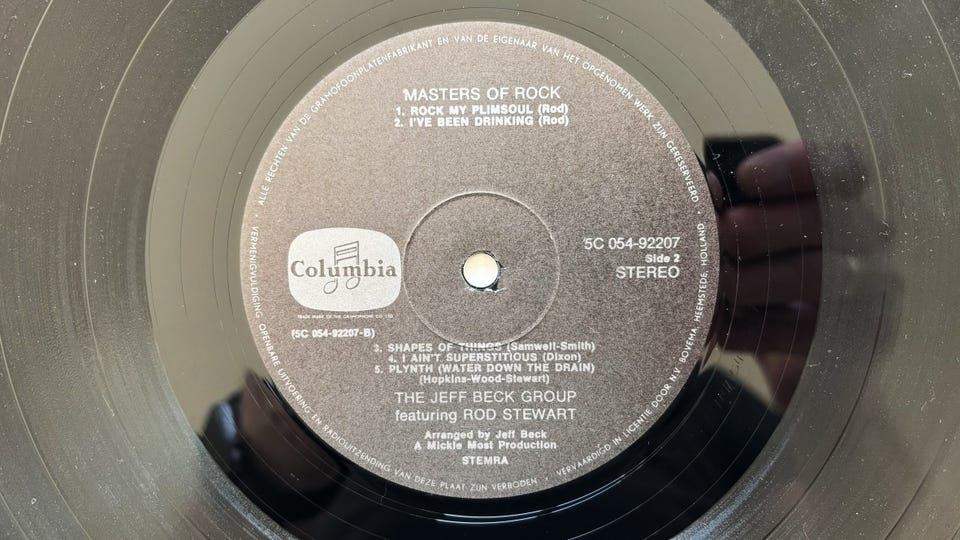 MASTERS OF ROCK
1. ROCK MY PLIMSOUL (Rod)
2. I'VE BEEN DRINKING (Rod)
Columbia
TRADE MARK OF THE GRAMOPHONE CO. LTD
(5C 054-92207-B)
5C 054-92207
Side 2
STEREO
3. SHAPES OF THINGS (Samwell-Smith)
4. I AIN'T SUPERSTITIOUS (Dixon)
5. PLYNTH (WATER DOWN THE DRAIN)
(Hopkins-Wood-Stewart)
THE JEFF BECK GROUP
featuring ROD STEWART
Arranged by Jeff Beck
A Mickie Most Production
STEMRA
ALLE RECHTEN VAN DE GRAMOFOONPLATENFABRIKANT EN VAN DE EIGENAAR VAN HET OPGENOMEN WERK ZIJN GERESERVEERD
VERMENIGVULDIGING OPENBARE UITVOERING EN RADIOUITZENDING VAN DEZE PLAAT ZIJN VERBODEN
VERVAARDIGD IN LICENTIE DOOR N.V. BOVEMA, HEEMSTEDE, HOLLAND